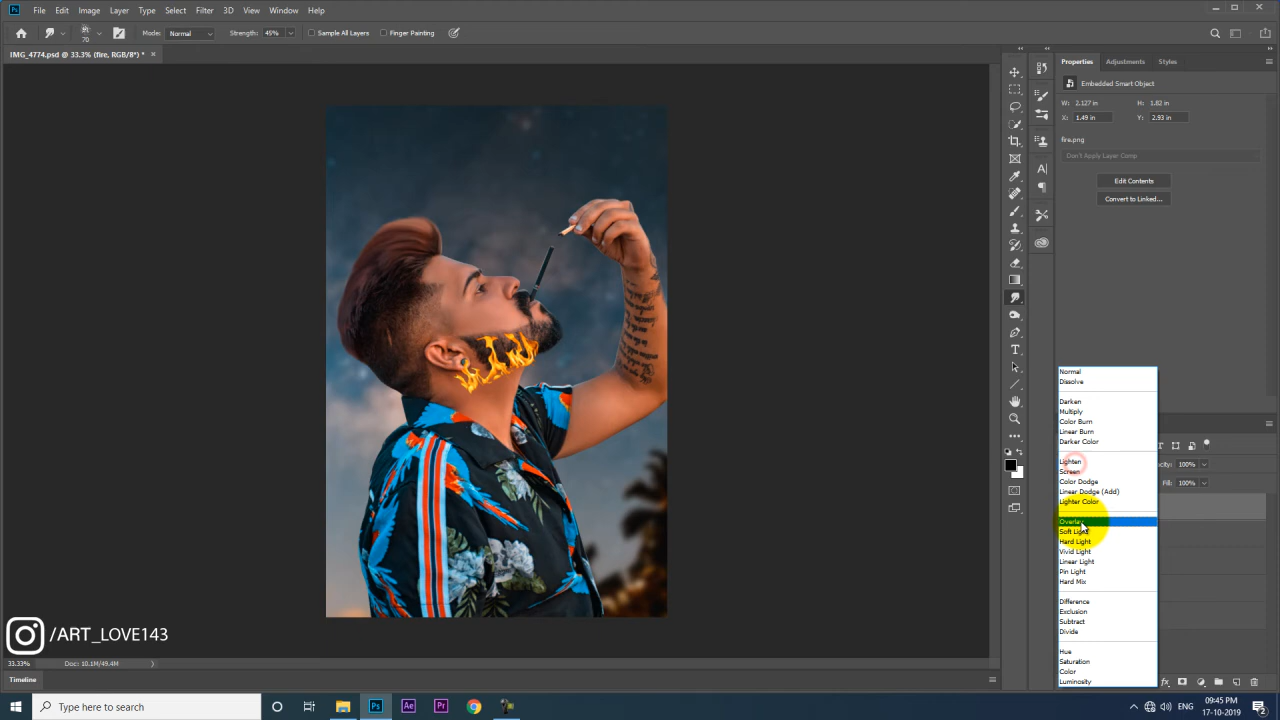 Ps File Edit Image Layer Type Select Filter 3D View Window Help
70 Mode: Normal Strength: 45% Sample All Layers Finger Painting
IMG_4774.psd @ 33.3% (fire, RGB/8*) * ×
Properties Adjustments Styles
Embedded Smart Object
W: 2.127 in H: 1.82 in
X: 1.49 in Y: 2.93 in
fire.png
Don't Apply Layer Comp
Edit Contents
Convert to Linked...
Normal
Dissolve
Darken
Multiply
Color Burn
Linear Burn
Darker Color
Lighten
Screen
Color Dodge
Linear Dodge (Add)
Lighter Color
Overlay
Soft Light
Hard Light
Vivid Light
Linear Light
Pin Light
Hard Mix
Difference
Exclusion
Subtract
Divide
Hue
Saturation
Color
Luminosity
100%
Fill: 100%
/ART_LOVE143
33.33% Doc: 10.1M/49.4M
Timeline
Type here to search
Ps Ae Pr
ENG 09:45 PM
17-10-2019
2